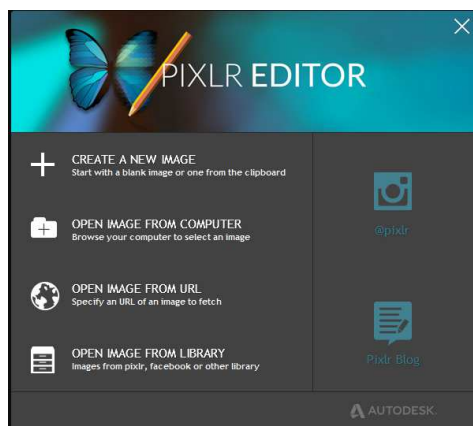 PIXLR EDITOR
CREATE A NEW IMAGE
Start with a blank image or one from the clipboard
OPEN IMAGE FROM COMPUTER
Browse your computer to select an image
OPEN IMAGE FROM URL
Specify an URL of an image to fetch
OPEN IMAGE FROM LIBRARY
Images from pixlr, facebook or other library
@pixlr
Pixlr Blog
AUTODESK.